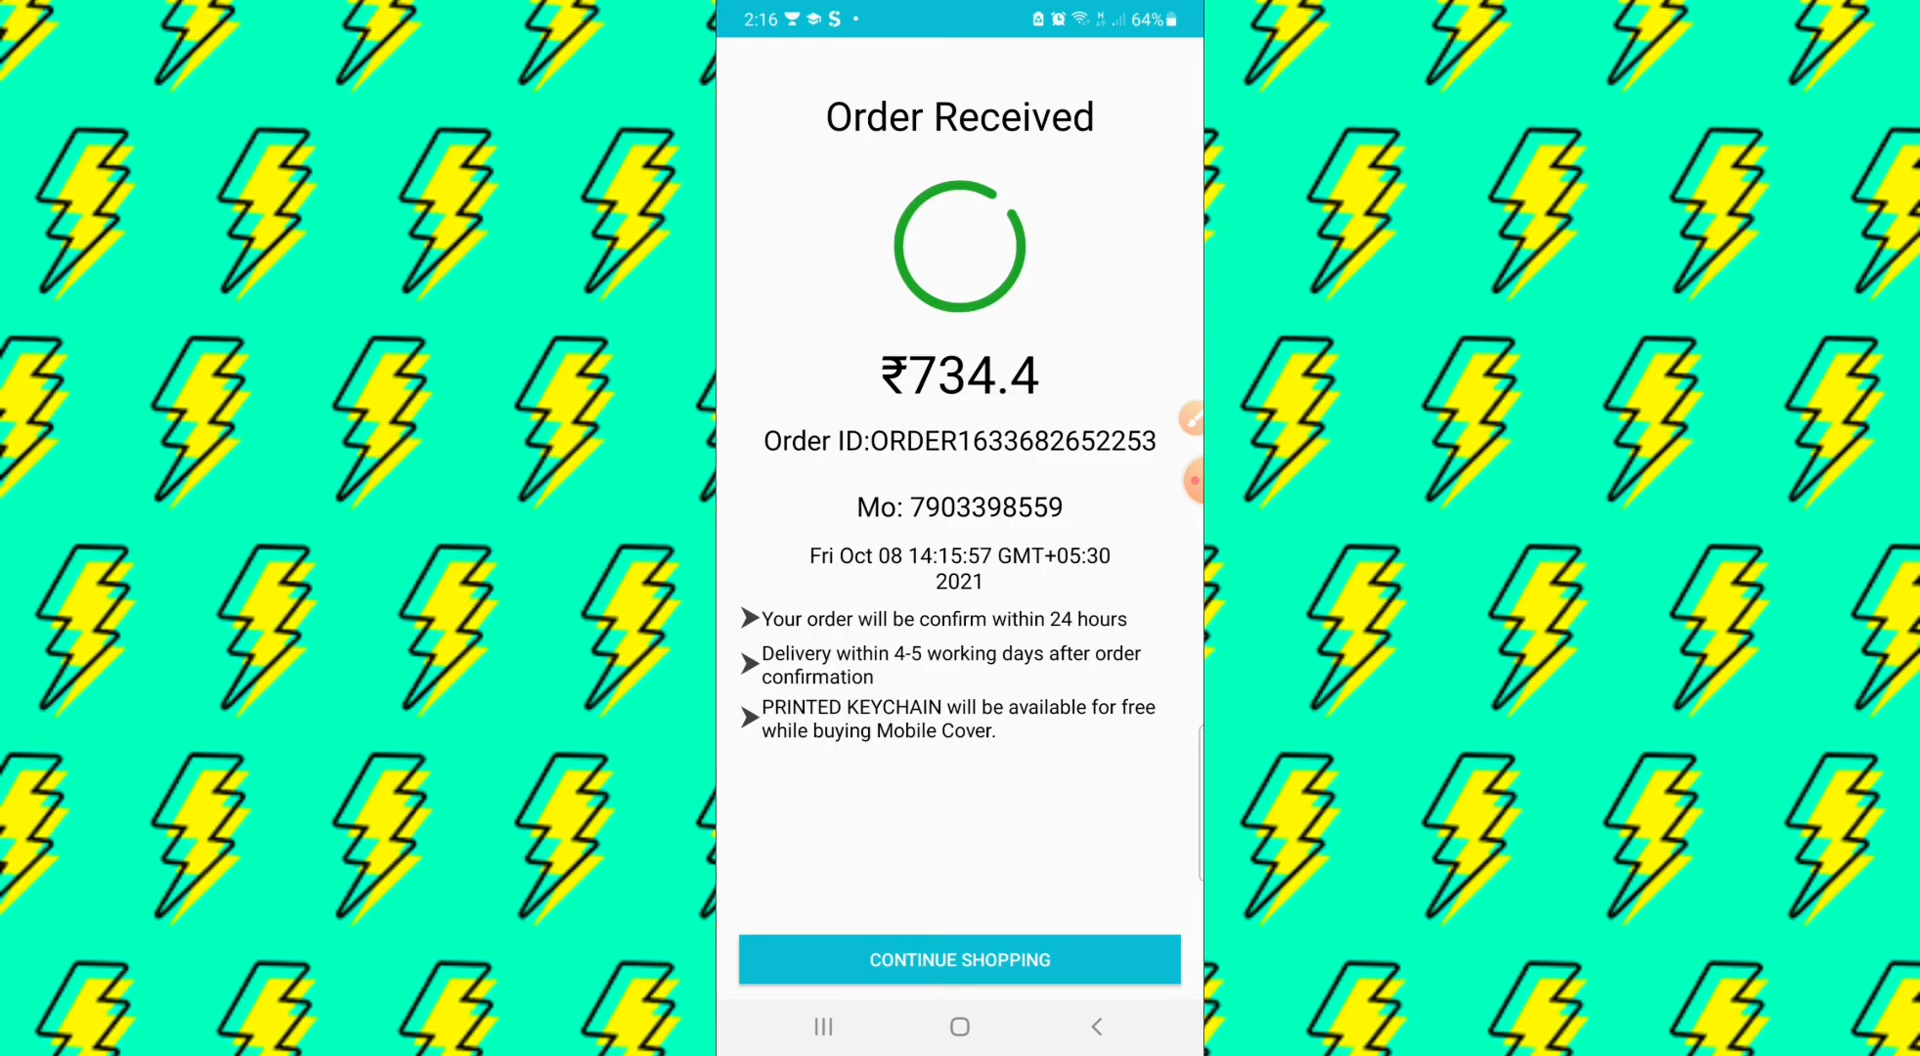 2:16
64%
Order Received
₹734.4
Order ID:ORDER1633682652253
Mo: 7903398559
Fri Oct 08 14:15:57 GMT+05:30
2021
Your order will be confirm within 24 hours
Delivery within 4-5 working days after order
confirmation
PRINTED KEYCHAIN will be available for free
while buying Mobile Cover.
CONTINUE SHOPPING